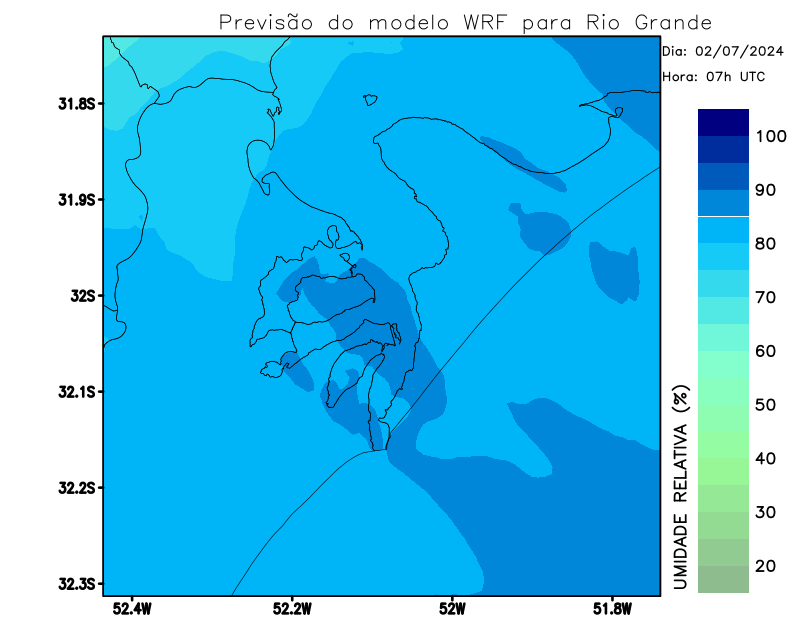 Previsão do modelo WRF para Rio Grande
Dia: 02/07/2024
Hora: 07h UTC
31.8S
31.9S
32S
32.1S
32.2S
32.3S
52.4W
52.2W
52W
51.8W
UMIDADE RELATIVA (%)
100
90
80
70
60
50
40
30
20